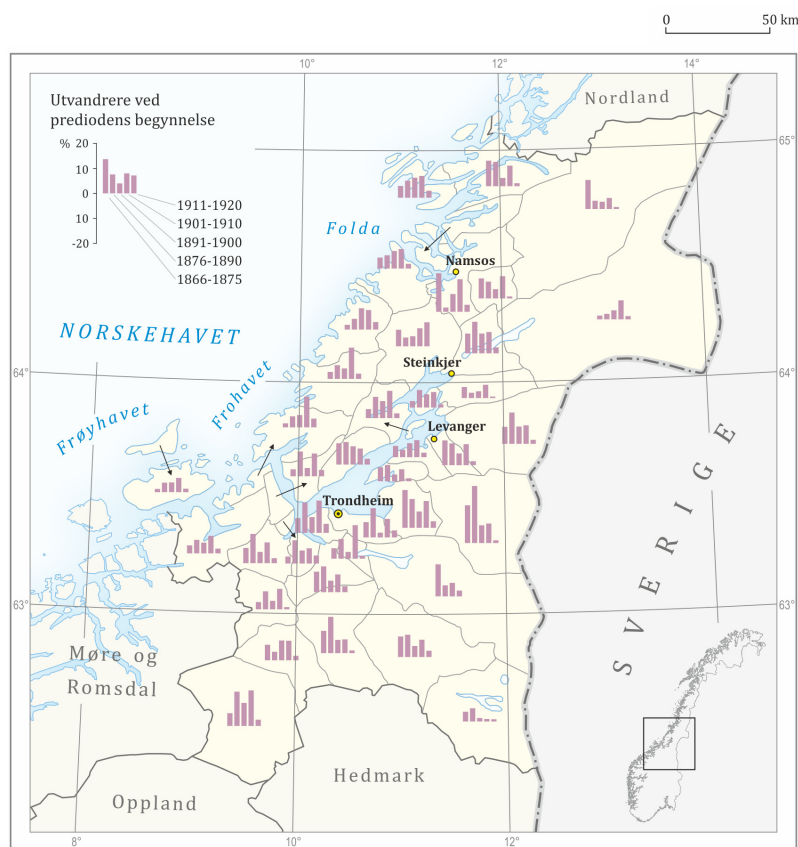 0 50 km
10° 12° 14°
Nordland
Utvandrere ved
prediodens begynnelse
% 20
10
0
10
-20
1911-1920
1901-1910
1891-1900
1876-1890
1866-1875
65°
Folda
Namsos
NORSKEHAVET
Steinkjer
64° 64°
Frohavet
Frøyhavet
Levanger
SVERIGE
Trondheim
63° 63°
Møre og
Romsdal
Hedmark
Oppland
8° 10° 12°